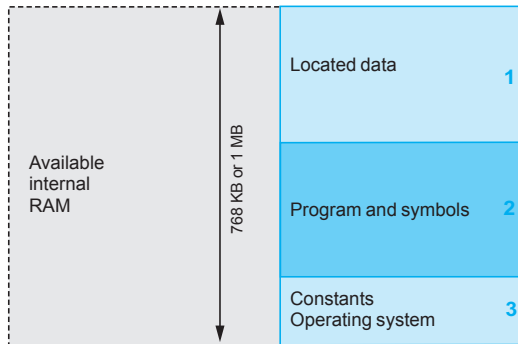 Located data
1
Available
internal
RAM
768 KB or 1 MB
Program and symbols
2
Constants
Operating system
3